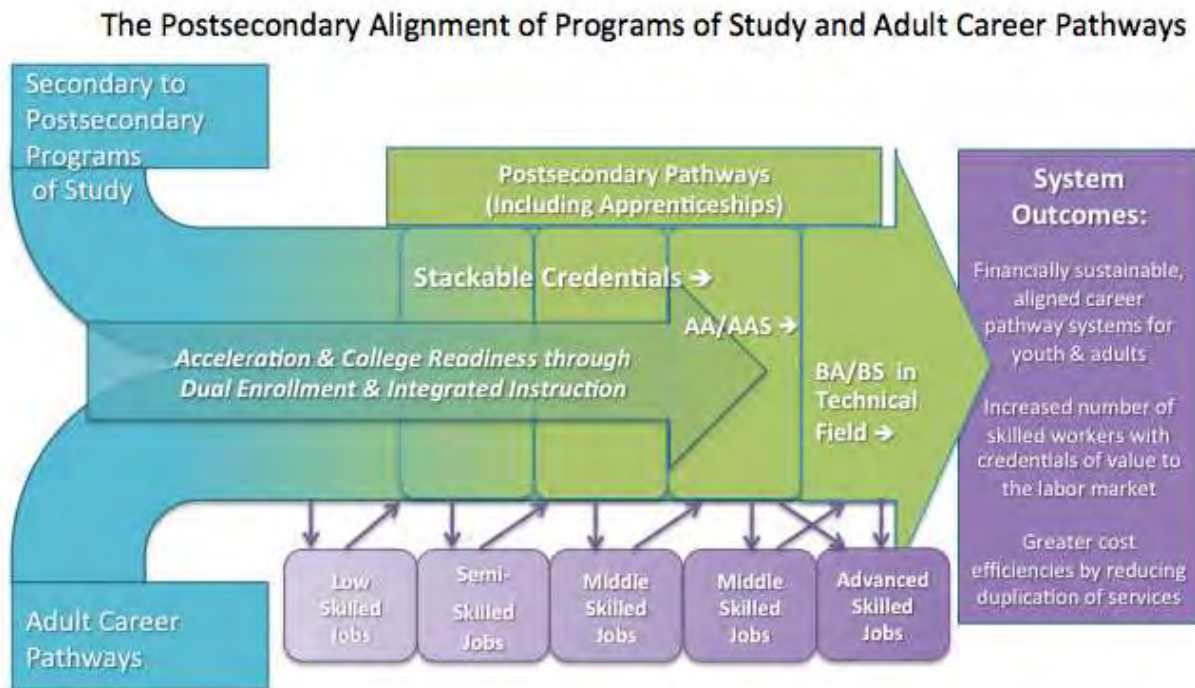 The Postsecondary Alignment of Programs of Study and Adult Career Pathways
Secondary to
Postsecondary
Programs
of Study
Postsecondary Pathways
(Including Apprenticeships)
Stackable Credentials →
AA/AAS →
Acceleration & College Readiness through
Dual Enrollment & Integrated Instruction
BA/BS in
Technical
Field →
System
Outcomes:
Financially sustainable,
aligned career
pathway systems for
youth & adults
Increased number of
skilled workers with
credentials of value to
the labor market
Greater cost
efficiencies by reducing
duplication of services
Adult Career
Pathways
Low
Skilled
Jobs
Semi-
Skilled
Jobs
Middle
Skilled
Jobs
Middle
Skilled
Jobs
Advanced
Skilled
Jobs